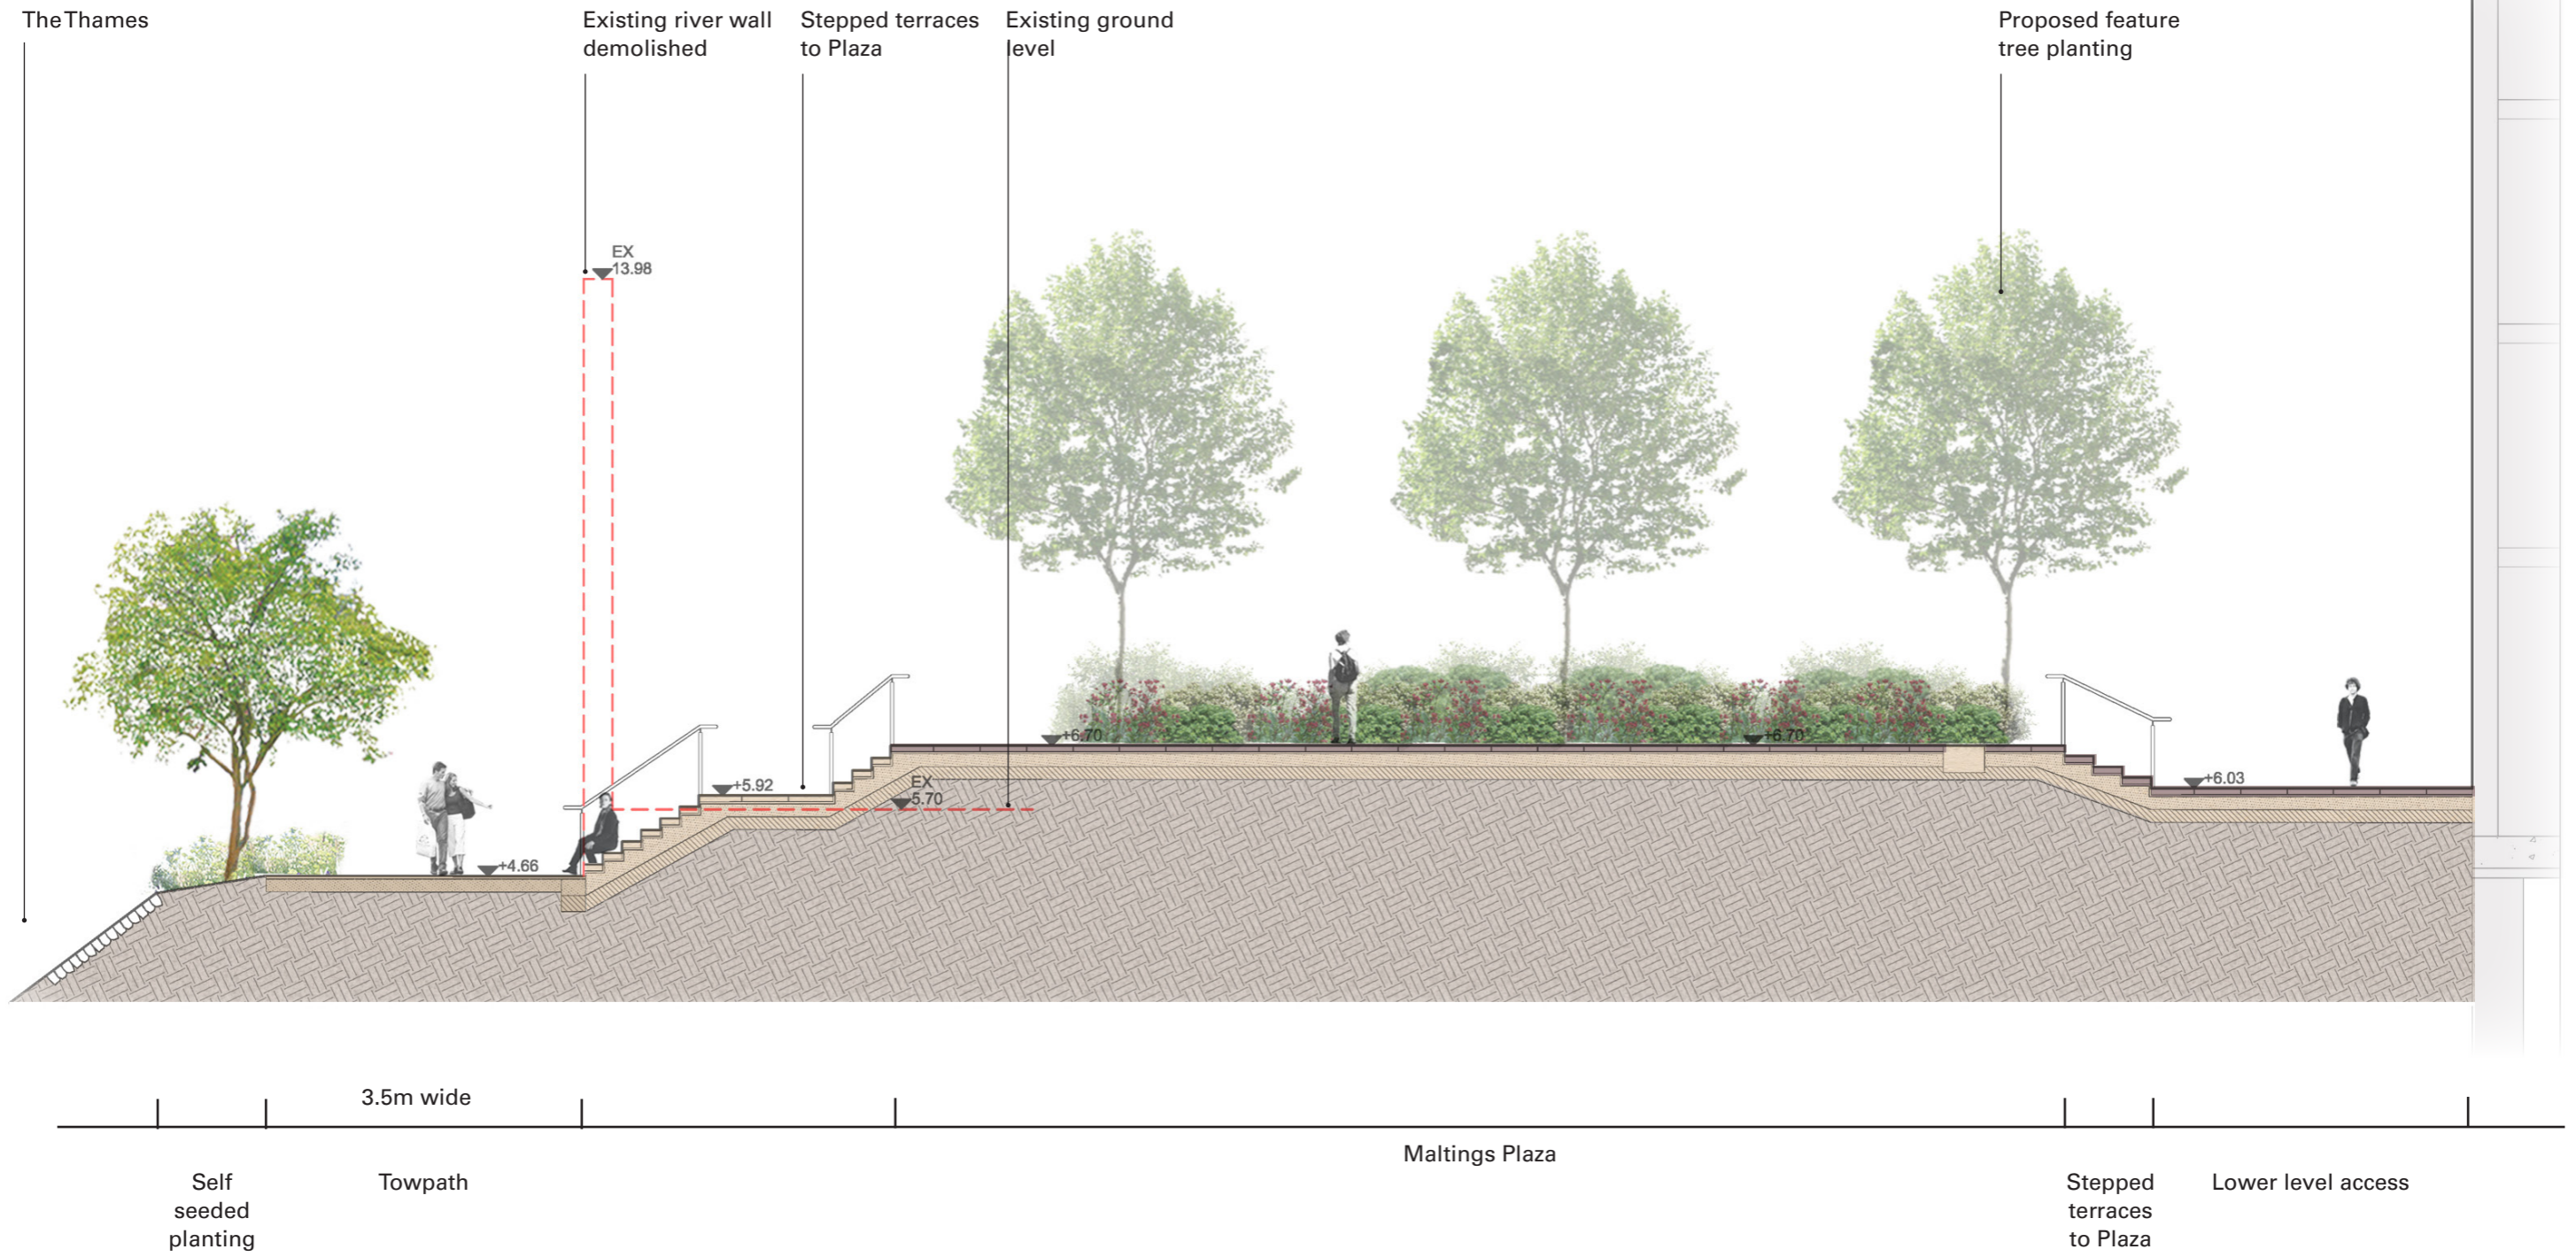 The Thames
Existing river wall
demolished
Stepped terraces
to Plaza
Existing ground
level
Proposed feature
tree planting
EX
13.98
+6.70
+6.70
+5.92
EX
5.70
+6.03
+4.66
3.5m wide
Maltings Plaza
Self
seeded
planting
Towpath
Stepped
terraces
to Plaza
Lower level access